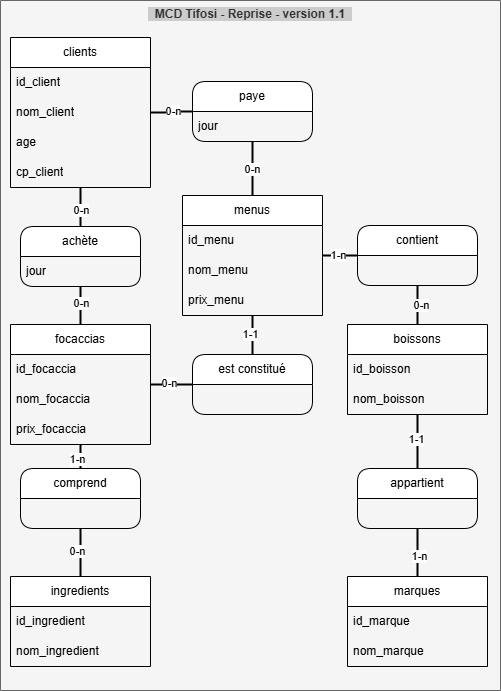 MCD Tifosi - Reprise - version 1.1
clients
id_client
nom_client
age
cp_client
0-n
paye
jour
0-n
0-n
achète
jour
0-n
menus
id_menu
nom_menu
prix_menu
1-n
contient
0-n
1-1
focaccias
id_focaccia
nom_focaccia
prix_focaccia
0-n
est constitué
boissons
id_boisson
nom_boisson
1-n
comprend
0-n
1-1
appartient
1-n
ingredients
id_ingredient
nom_ingredient
marques
id_marque
nom_marque